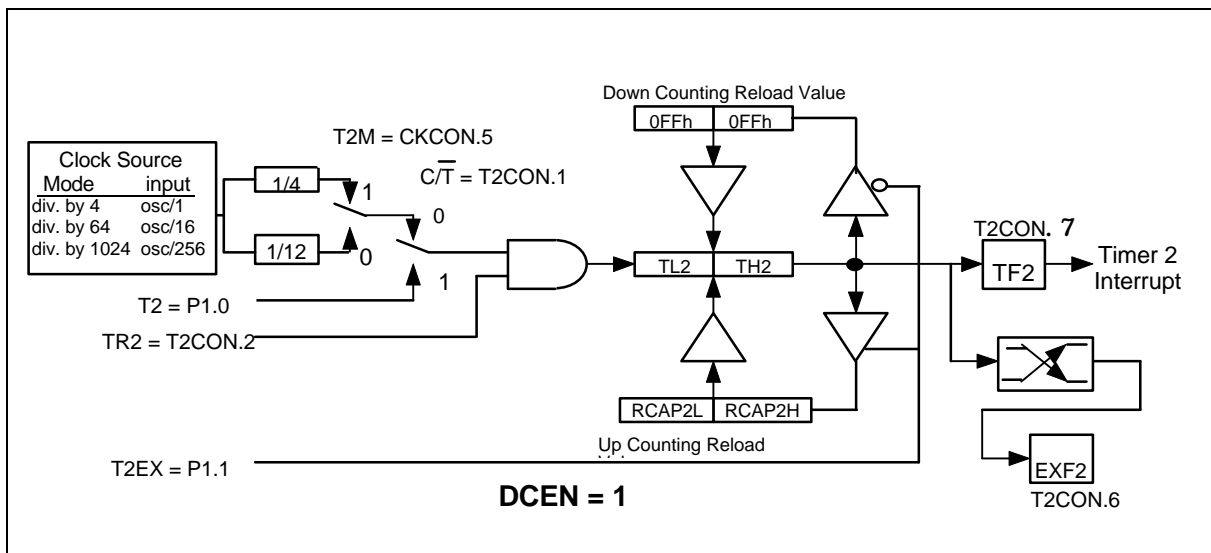 Down Counting Reload Value
0FFh 0FFh
T2M = CKCON.5
C/T̅ = T2CON.1
Clock Source
Mode input
div. by 4 osc/1
div. by 64 osc/16
div. by 1024 osc/256
1/4
1
0
1/12
0
1
T2CON. 7
TL2 TH2
TF2
Timer 2
Interrupt
T2 = P1.0
TR2 = T2CON.2
RCAP2L RCAP2H
Up Counting Reload
T2EX = P1.1
EXF2
T2CON.6
DCEN = 1